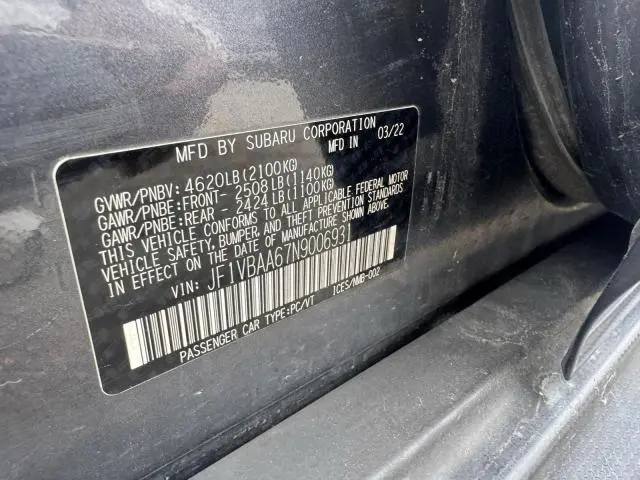 MFD BY SUBARU CORPORATION
MFD IN 03/22
GVWR/PNBV: 4620LB(2100KG)
GAWR/PNBE:FRONT- 2508LB(1140KG)
GAWR/PNBE:REAR - 2424LB(1100KG)
THIS VEHICLE CONFORMS TO ALL APPLICABLE FEDERAL MOTOR
VEHICLE SAFETY, BUMPER, AND THEFT PREVENTION STANDARDS
IN EFFECT ON THE DATE OF MANUFACTURE SHOWN ABOVE.
VIN: JF1VBAA67N9006931
PASSENGER CAR TYPE:PC/VT ICES/NMB-002